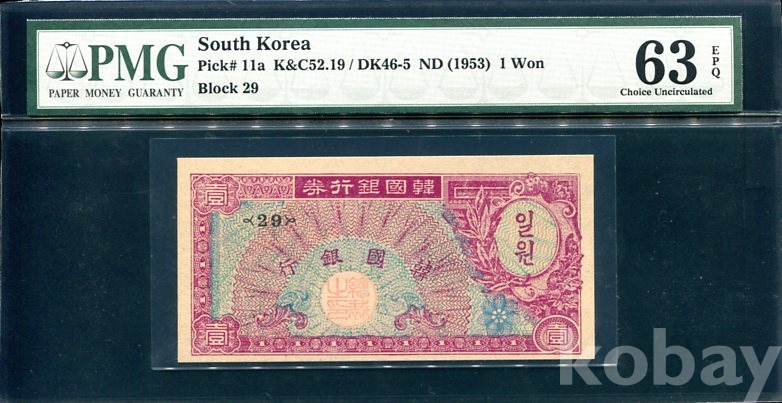 PMG
PAPER MONEY GUARANTY
South Korea
Pick# 11a K&C52.19 / DK46-5 ND (1953) 1 Won
Block 29
63 EPQ
Choice Uncirculated
壹
券行銀國韓
29
일원
行銀國韓
壹
壹
kobay